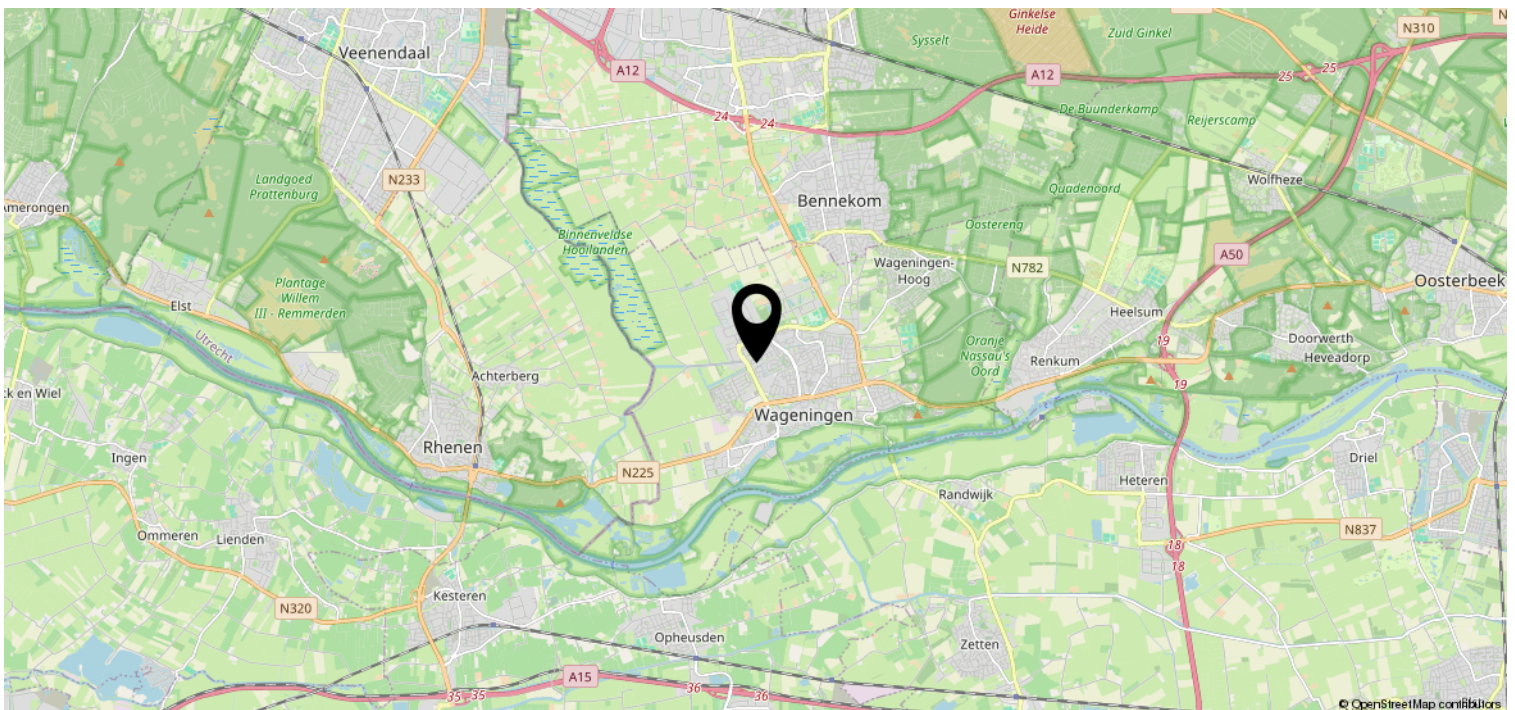 Ginkelse
Heide
N310
N
Sysselt
Zuid Ginkel
Veenendaal
A12
A12
25
25
De Buunderkamp
24
24
Reijerscamp
N233
Landgoed
Prattenburg
Quadenoord
Wolfheze
Amerongen
Bennekom
Oostereng
Binnenveldse
Hooilanden
A50
Wageningen-
Hoog
N782
Oosterbeek
Plantage
Willem
III - Remmerden
Elst
Heelsum
Utrecht
Oranje
Nassau's
Oord
19
Doorwerth
Heveadorp
Renkum
Achterberg
19
ck en Wiel
Wageningen
Rhenen
Ingen
Driel
N225
Heteren
Randwijk
Ommeren
Lienden
N837
18
18
Kesteren
N320
Opheusden
Zetten
A15
35
35
36
36
© OpenStreetMap contributors